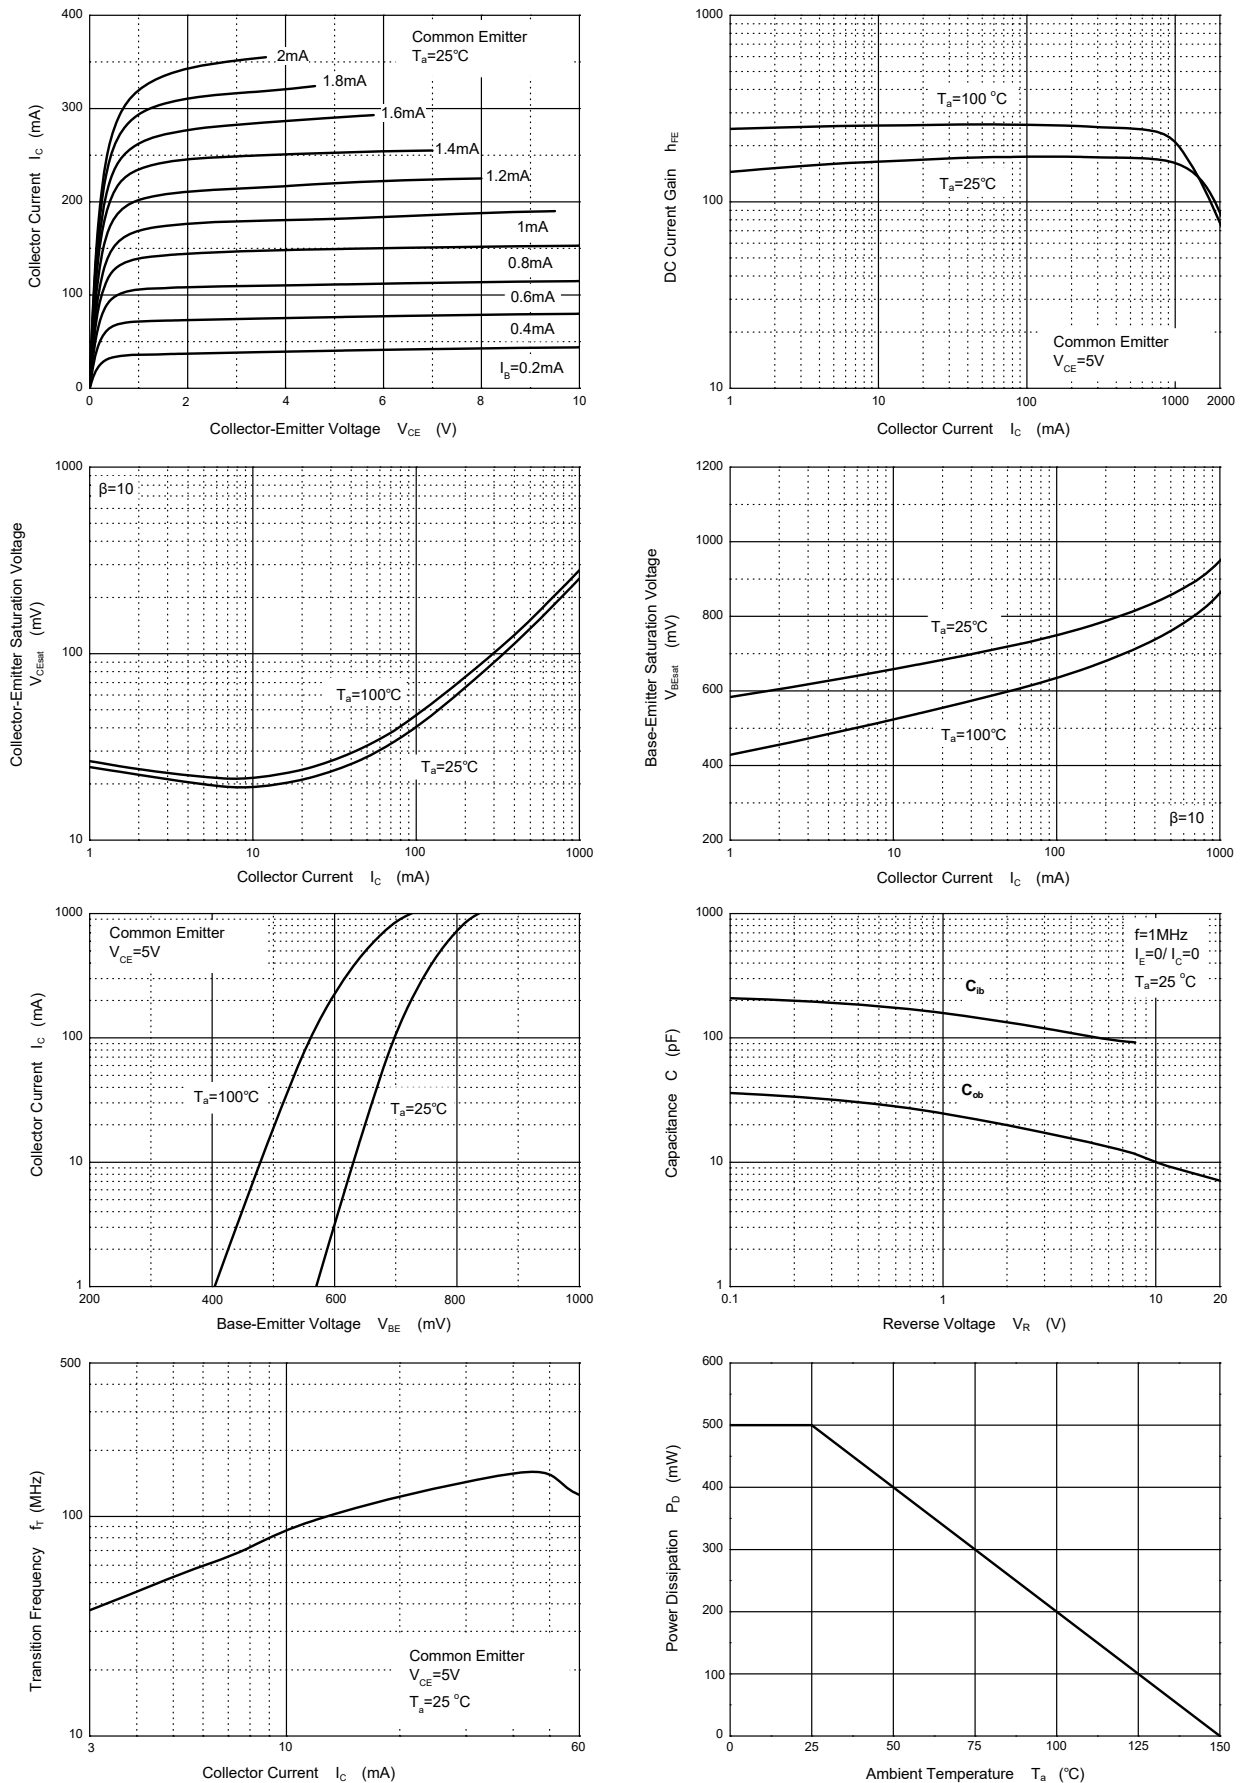 400
300
200
100
0
0 2 4 6 8 10
Common Emitter
Ta=25℃
2mA
1.8mA
1.6mA
1.4mA
1.2mA
1mA
0.8mA
0.6mA
0.4mA
IB=0.2mA
Collector Current IC (mA)
Collector-Emitter Voltage VCE (V)
1000
100
10
1 10 100 1000 2000
Ta=100 °C
Ta=25℃
Common Emitter
VCE=5V
DC Current Gain hFE
Collector Current IC (mA)
1000
100
10
1 10 100 1000
β=10
Ta=100℃
Ta=25℃
Collector-Emitter Saturation Voltage
VCEsat (mV)
Collector Current IC (mA)
1200
1000
800
600
400
200
1 10 100 1000
Ta=25℃
Ta=100℃
β=10
Base-Emitter Saturation Voltage
VBEsat (mV)
Collector Current IC (mA)
1000
100
10
1
200 400 600 800 1000
Common Emitter
VCE=5V
Ta=100℃
Ta=25℃
Collector Current IC (mA)
Base-Emitter Voltage VBE (mV)
1000
100
10
1
0.1 1 10 20
f=1MHz
IE=0/ IC=0
Ta=25 °C
Cib
Cob
Capacitance C (pF)
Reverse Voltage VR (V)
500
100
10
3 10 60
Common Emitter
VCE=5V
Ta=25 °C
Transition Frequency fT (MHz)
Collector Current IC (mA)
600
500
400
300
200
100
0
0 25 50 75 100 125 150
Power Dissipation PD (mW)
Ambient Temperature Ta (℃)